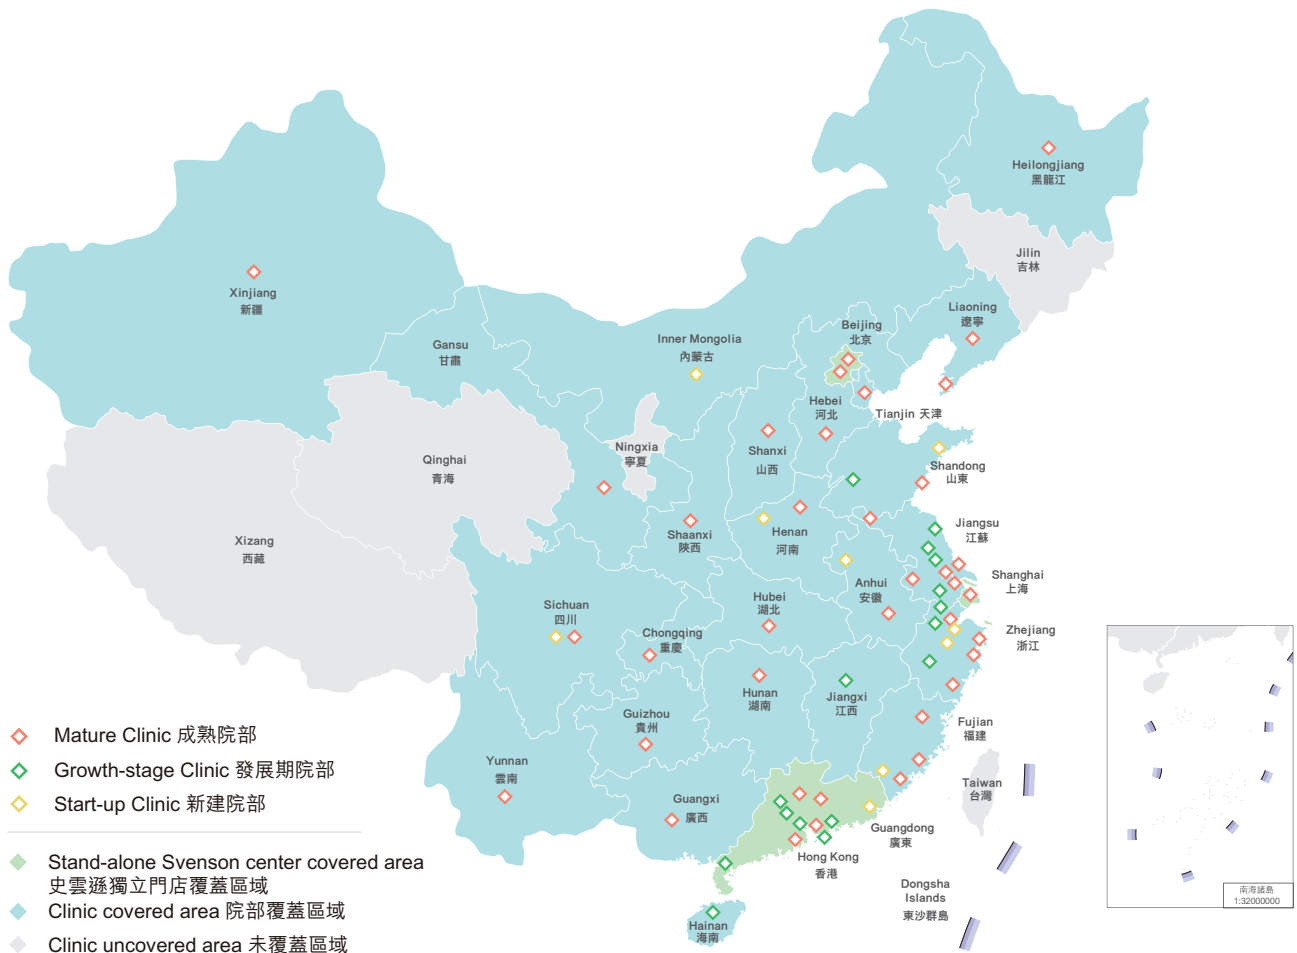 Heilongjiang
黑龍江
Jilin
吉林
Xinjiang
新疆
Liaoning
遼寧
Beijing
北京
Inner Mongolia
內蒙古
Gansu
甘肅
Hebei
河北
Tianjin 天津
Ningxia
寧夏
Shanxi
山西
Qinghai
青海
Shandong
山東
Shaanxi
陝西
Henan
河南
Jiangsu
江蘇
Xizang
西藏
Shanghai
上海
Anhui
安徽
Hubei
湖北
Sichuan
四川
Chongqing
重慶
Zhejiang
浙江
Hunan
湖南
Jiangxi
江西
Guizhou
貴州
Fujian
福建
Yunnan
雲南
Taiwan
台灣
Guangxi
廣西
Guangdong
廣東
Hong Kong
香港
Dongsha
Islands
東沙群島
Hainan
海南
南海諸島
1:32000000
Mature Clinic 成熟院部
Growth-stage Clinic 發展期院部
Start-up Clinic 新建院部
Stand-alone Svenson center covered area
史雲遜獨立門店覆蓋區域
Clinic covered area 院部覆蓋區域
Clinic uncovered area 未覆蓋區域